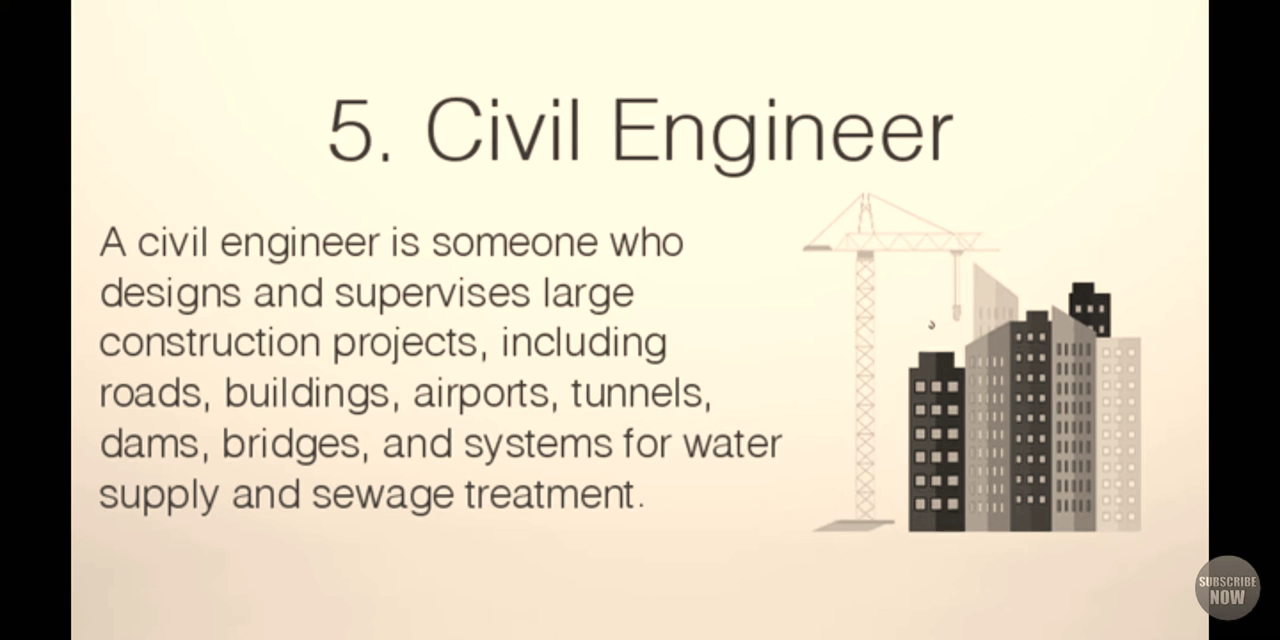 5. Civil Engineer
A civil engineer is someone who
designs and supervises large
construction projects, including
roads, buildings, airports, tunnels,
dams, bridges, and systems for water
supply and sewage treatment.
SUBSCRIBE
NOW